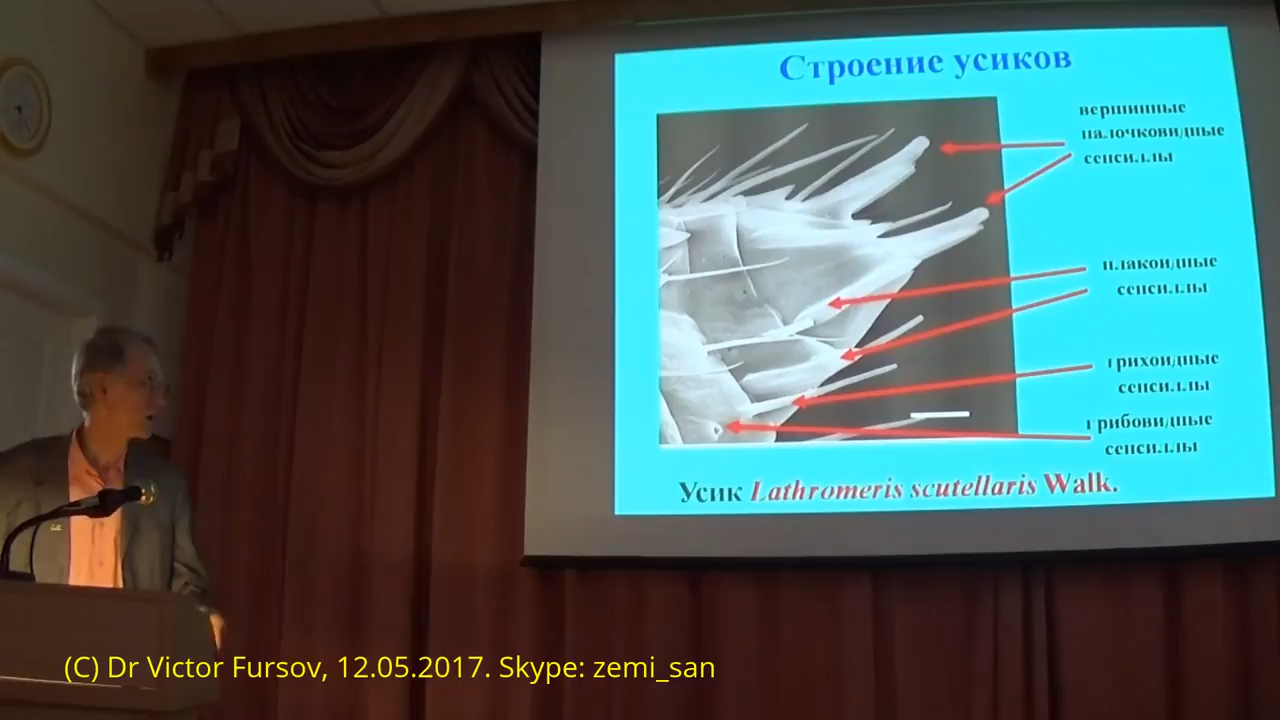 Строение усиков
вершинные
палочковидные
сенсиллы
плакоидные
сенсиллы
трихоидные
сенсиллы
грибовидные
сенсиллы
Усик Lathromeris scutellaris Walk.
(C) Dr Victor Fursov, 12.05.2017. Skype: zemi_san